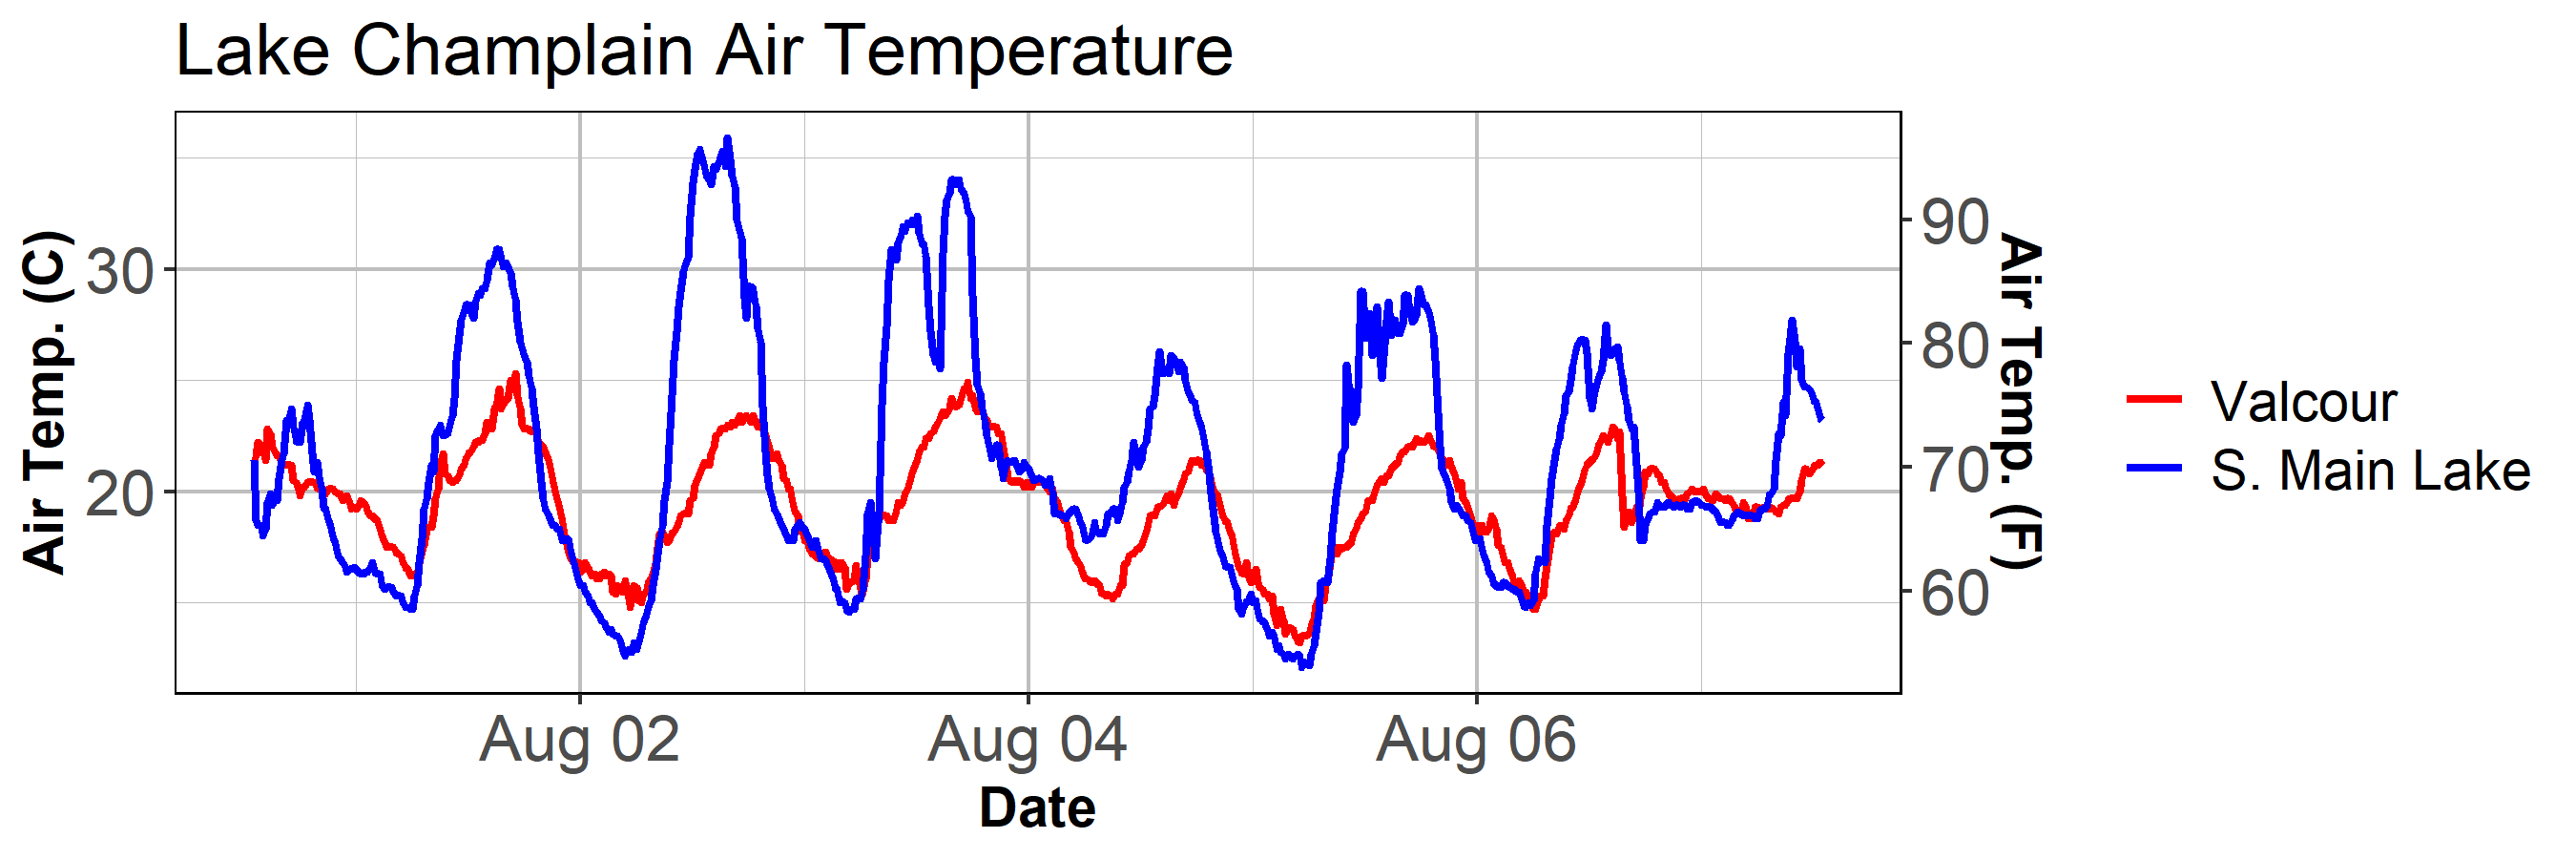 Lake Champlain Air Temperature
Air Temp. (C)
30
20
90
80
70
60
Air Temp. (F)
Valcour
S. Main Lake
Aug 02
Aug 04
Aug 06
Date